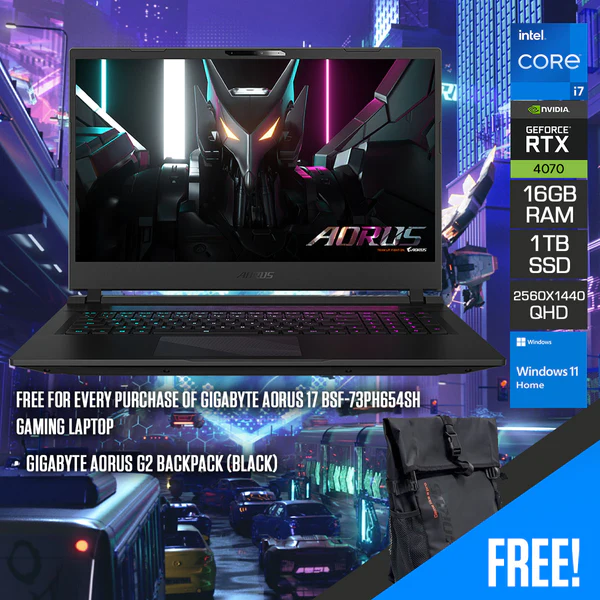 intel.
CORE
i7
NVIDIA.
GEFORCE
RTX
4070
16GB
RAM
1TB
SSD
2560X1440
QHD
Windows
Windows 11
Home
AORUS
AORUS
AORUS
FREE FOR EVERY PURCHASE OF GIGABYTE AORUS 17 BSF-73PH654SH
GAMING LAPTOP
• GIGABYTE AORUS G2 BACKPACK (BLACK)
FREE!